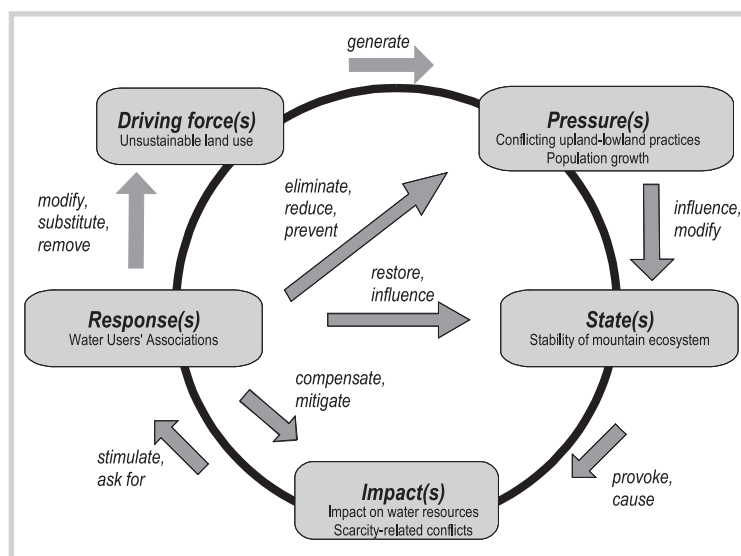 generate
Driving force(s)
Unsustainable land use
Pressure(s)
Conflicting upland-lowland practices
Population growth
modify,
substitute,
remove
eliminate,
reduce,
prevent
influence,
modify
restore,
influence
Response(s)
Water Users' Associations
State(s)
Stability of mountain ecosystem
compensate,
mitigate
stimulate,
ask for
Impact(s)
Impact on water resources
Scarcity-related conflicts
provoke,
cause